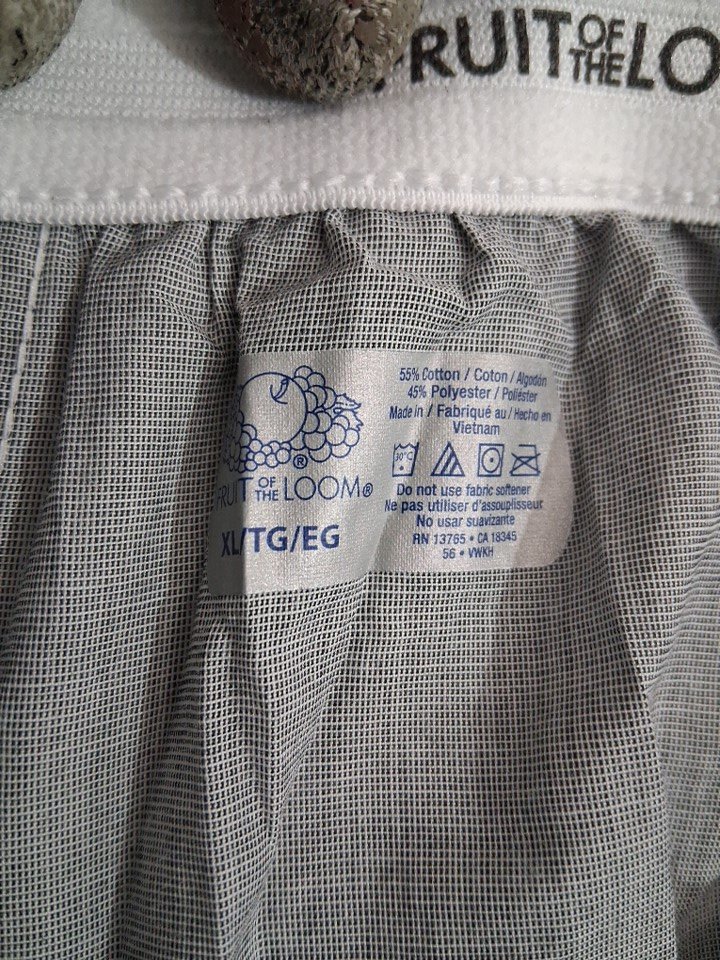 FRUIT OF THE LO
55% Cotton / Coton / Algodón
45% Polyester / Poliéster
Made in / Fabriqué au / Hecho en
Vietnam
30°C
Do not use fabric softener
Ne pas utiliser d'assouplisseur
No usar suavizante
RN 13765 • CA 18345
56 • VWKH
®
FRUIT OF THE LOOM®
XL/TG/EG